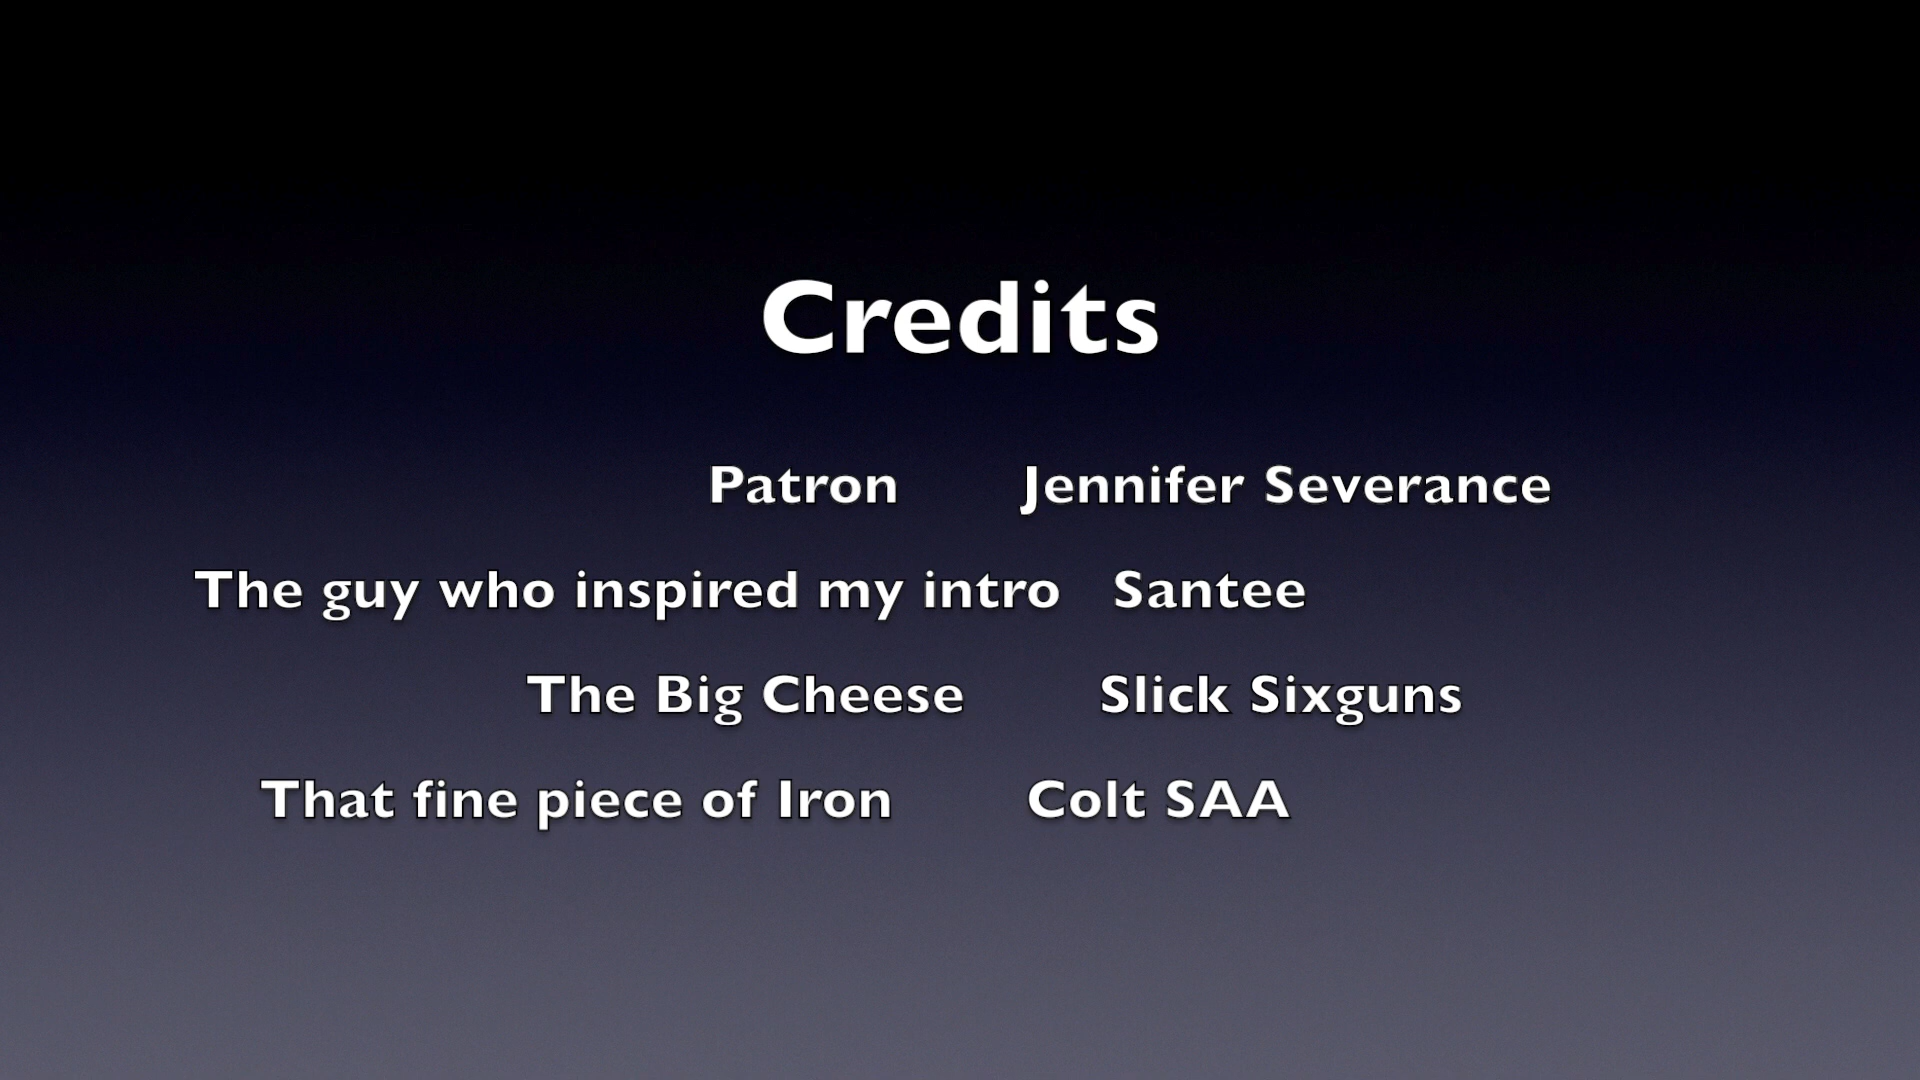 Credits
Patron Jennifer Severance
The guy who inspired my intro Santee
The Big Cheese Slick Sixguns
That fine piece of Iron Colt SAA